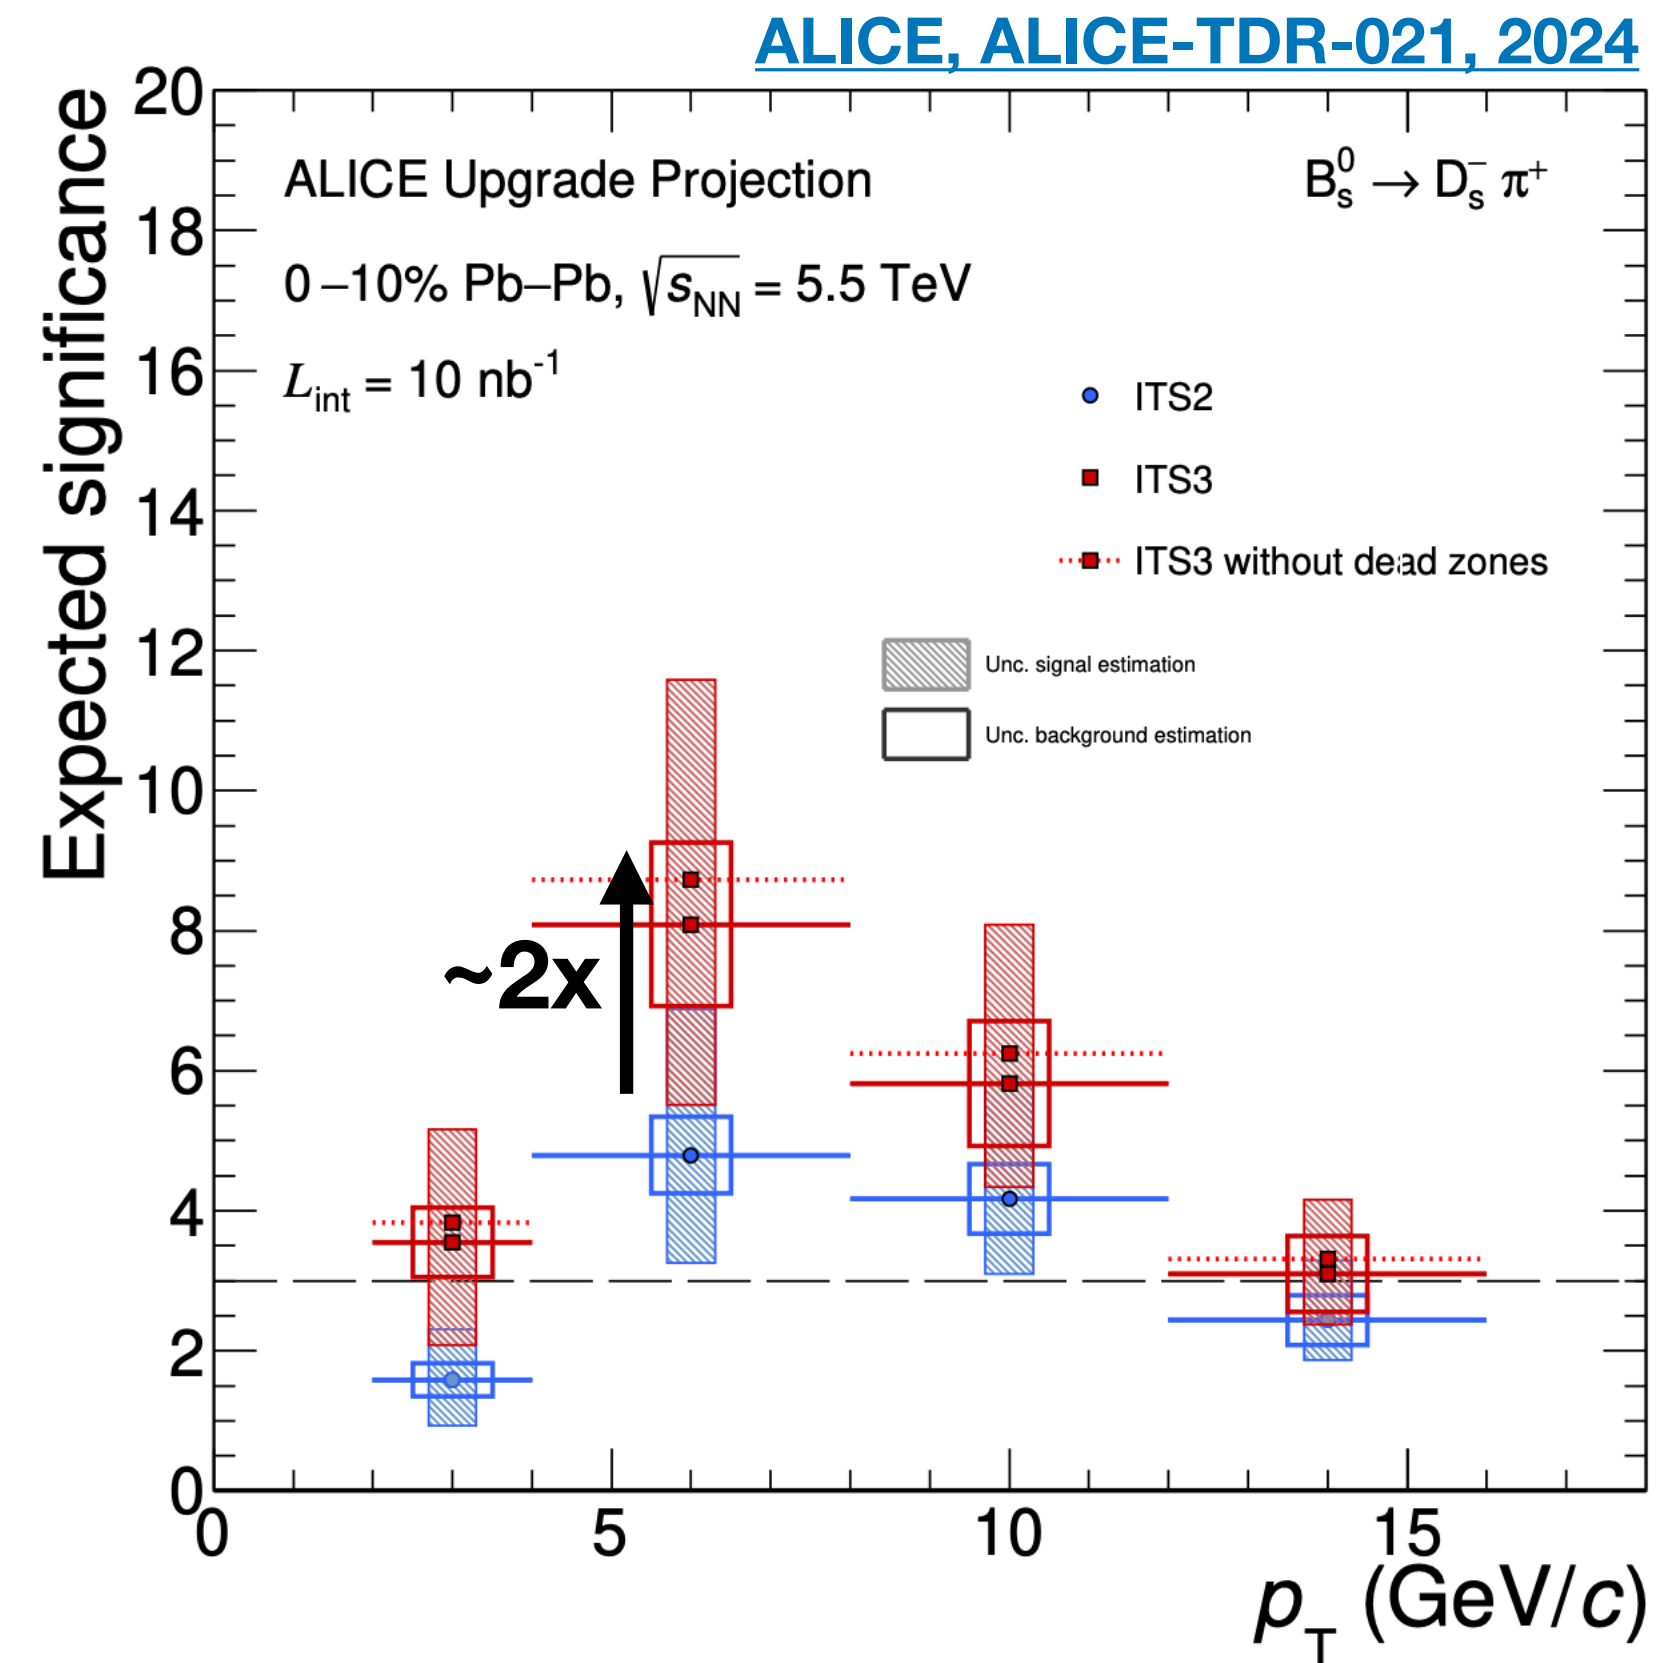 ALICE, ALICE-TDR-021, 2024
Expected significance
20
18
16
14
12
10
8
6
4
2
0
ALICE Upgrade Projection
B⁰ₛ → Dₛ⁻ π⁺
0–10% Pb–Pb, √sNN = 5.5 TeV
Lint = 10 nb⁻¹
ITS2
ITS3
ITS3 without dead zones
Unc. signal estimation
Unc. background estimation
~2x
0 5 10 15
pT (GeV/c)